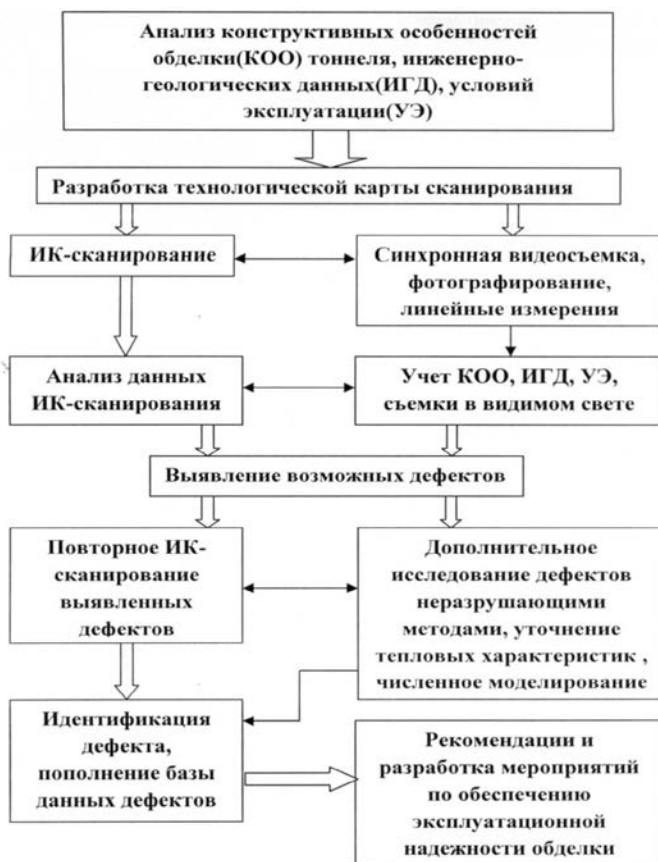 Анализ конструктивных особенностей
обделки(КОО) тоннеля, инженерно-
геологических данных(ИГД), условий
эксплуатации(УЭ)
Разработка технологической карты сканирования
ИК-сканирование
Синхронная видеосъемка,
фотографирование,
линейные измерения
Анализ данных
ИК-сканирования
Учет КОО, ИГД, УЭ,
съемки в видимом свете
Выявление возможных дефектов
Повторное ИК-
сканирование
выявленных
дефектов
Дополнительное
исследование дефектов
неразрушающими
методами, уточнение
тепловых характеристик ,
численное моделирование
Идентификация
дефекта,
пополнение базы
данных дефектов
Рекомендации и
разработка мероприятий
по обеспечению
эксплуатационной
надежности обделки